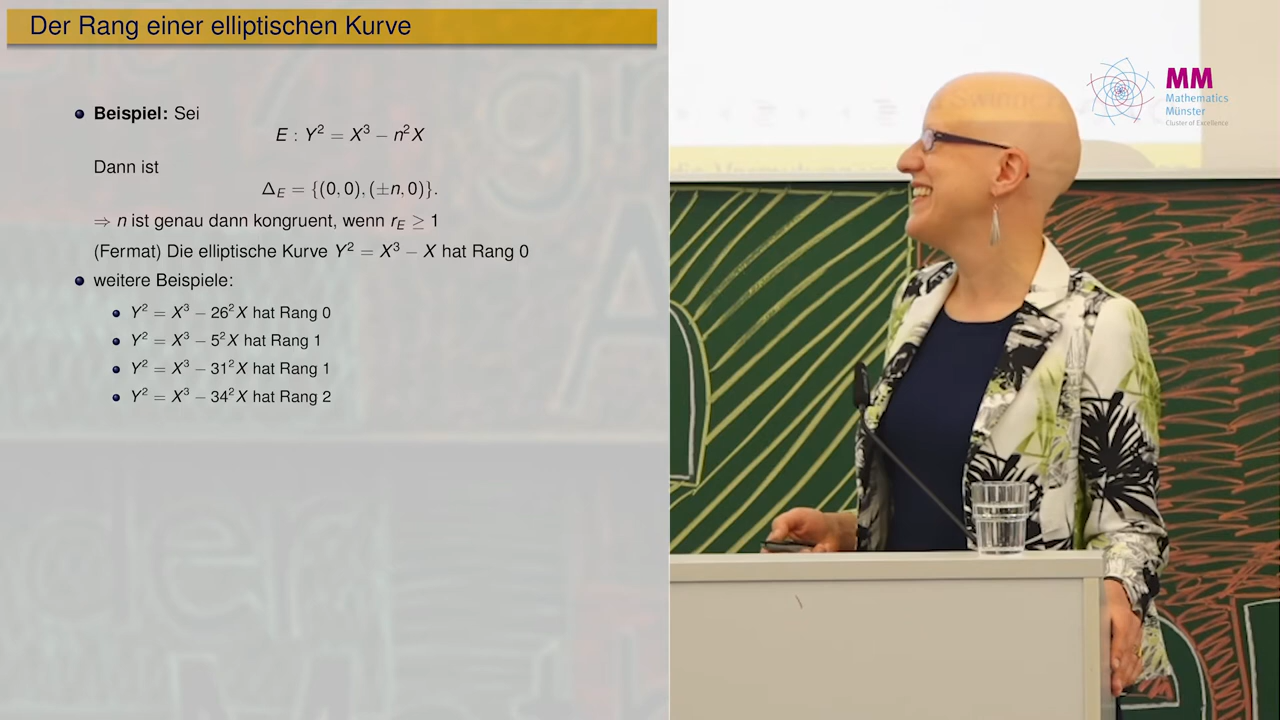 Der Rang einer elliptischen Kurve
Beispiel: Sei
E : Y² = X³ − n²X
Dann ist
Δ_E = {(0, 0), (±n, 0)}.
⇒ n ist genau dann kongruent, wenn r_E ≥ 1
(Fermat) Die elliptische Kurve Y² = X³ − X hat Rang 0
weitere Beispiele:
Y² = X³ − 26²X hat Rang 0
Y² = X³ − 5²X hat Rang 1
Y² = X³ − 31²X hat Rang 1
Y² = X³ − 34²X hat Rang 2
MM
Mathematics
Münster
Cluster of Excellence